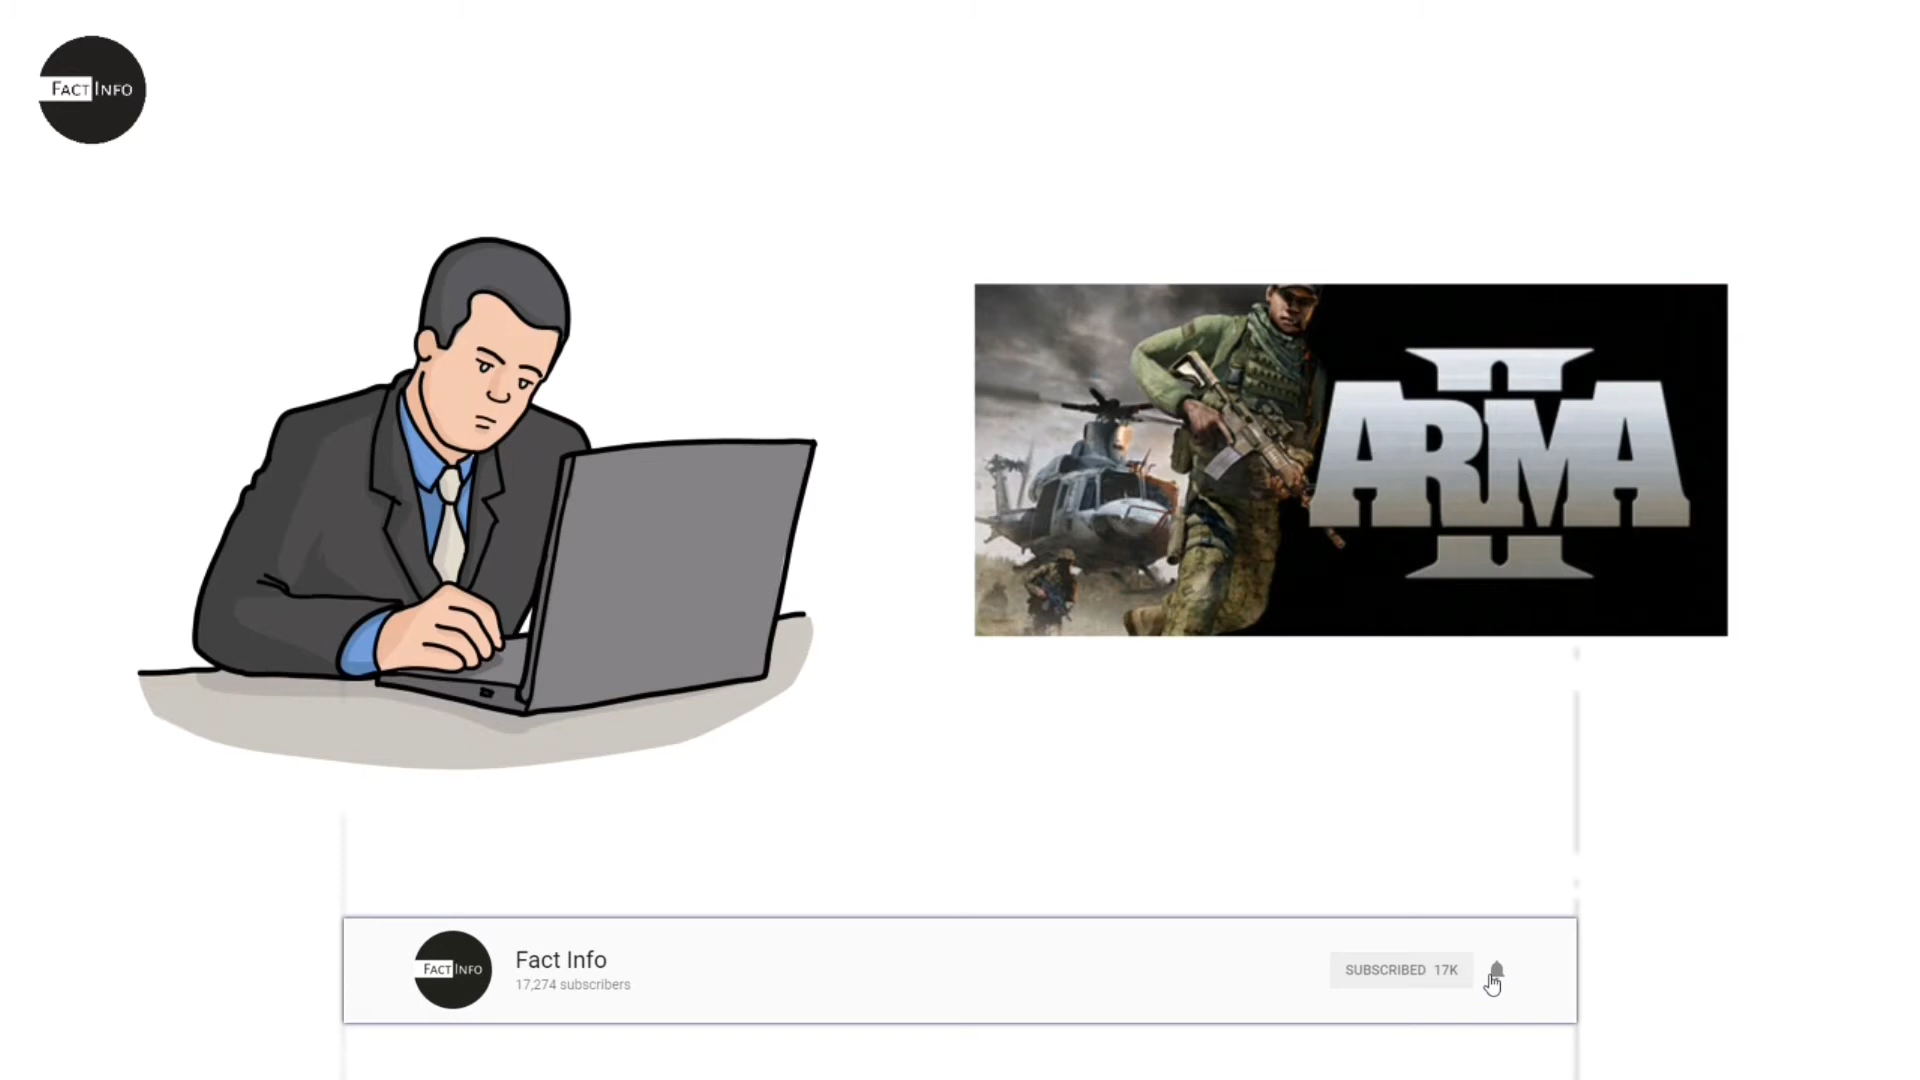 FACT INFO
II
ARMA
FACT INFO
Fact Info
17,274 subscribers
SUBSCRIBED 17K